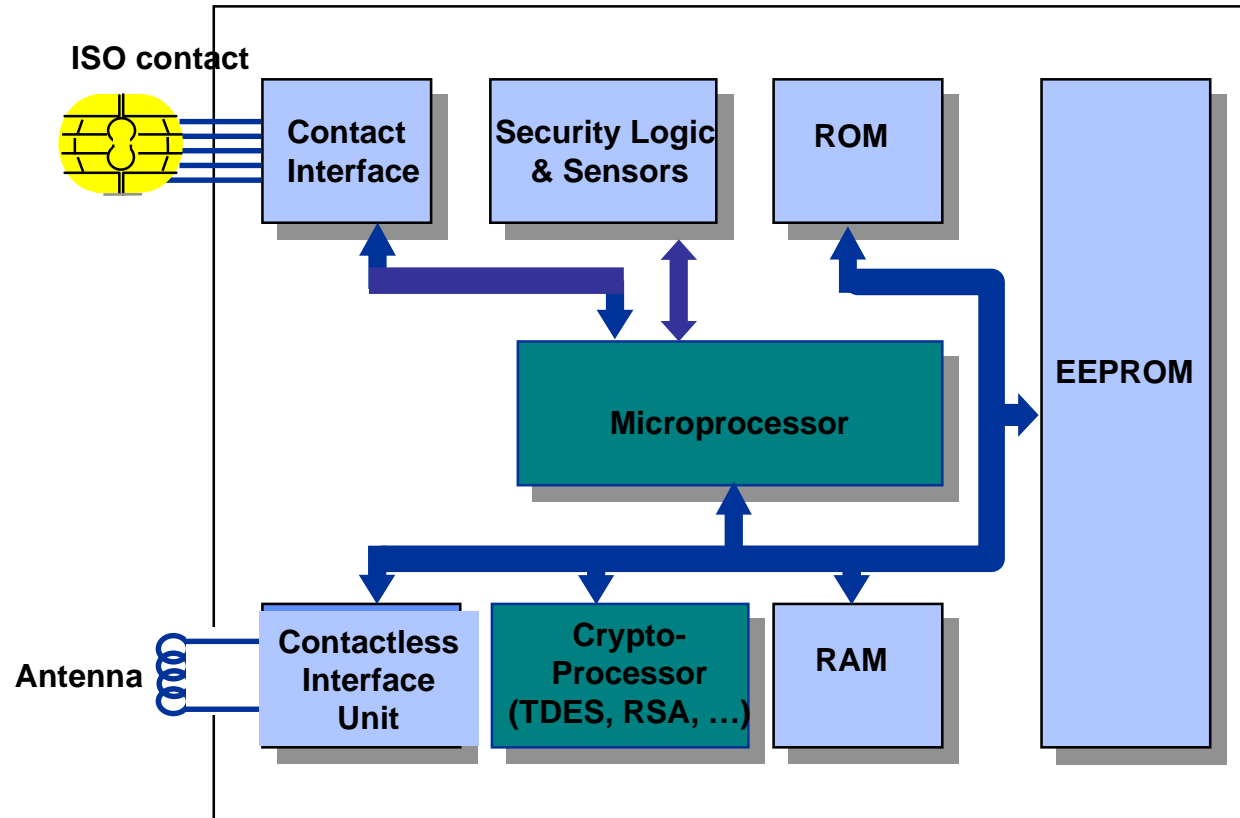 ISO contact
Contact
Interface
Security Logic
& Sensors
ROM
EEPROM
Microprocessor
Antenna
Contactless
Interface
Unit
Crypto-
Processor
(TDES, RSA, …)
RAM